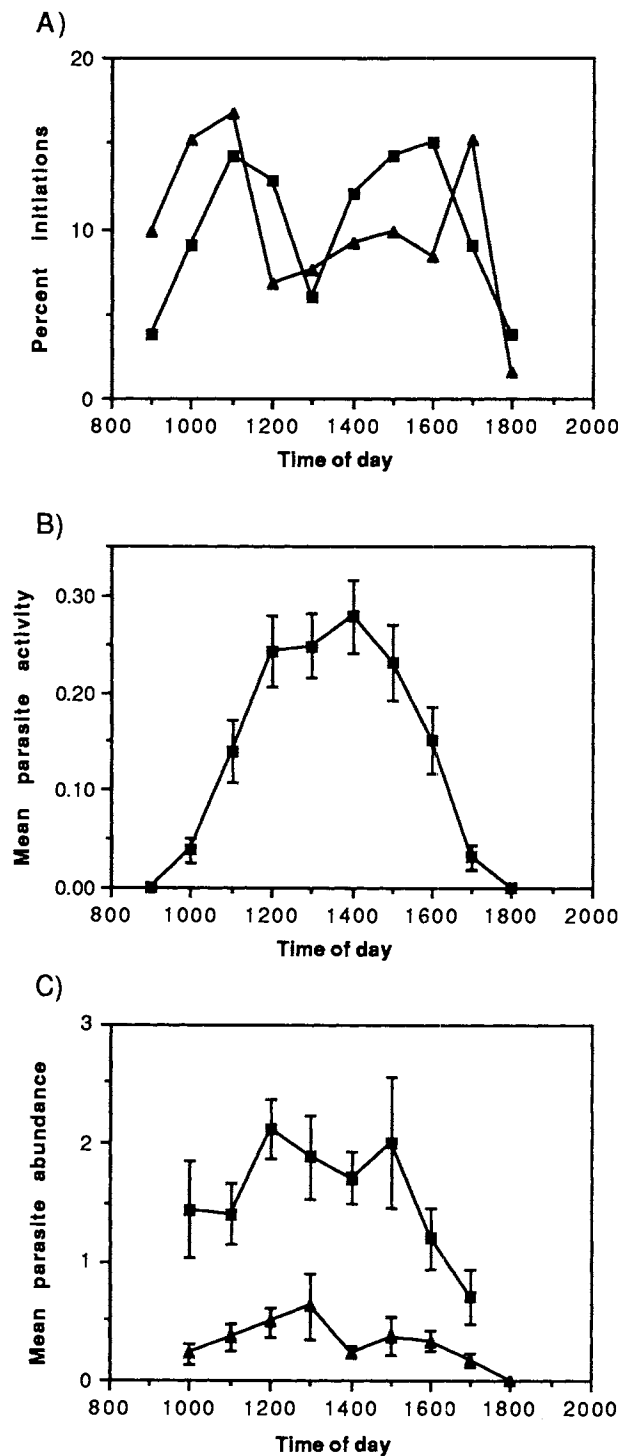 A)
20
10
0
Percent initiations
800 1000 1200 1400 1600 1800 2000
Time of day
B)
0.30
0.20
0.10
0.00
Mean parasite activity
800 1000 1200 1400 1600 1800 2000
Time of day
C)
3
2
1
0
Mean parasite abundance
800 1000 1200 1400 1600 1800 2000
Time of day